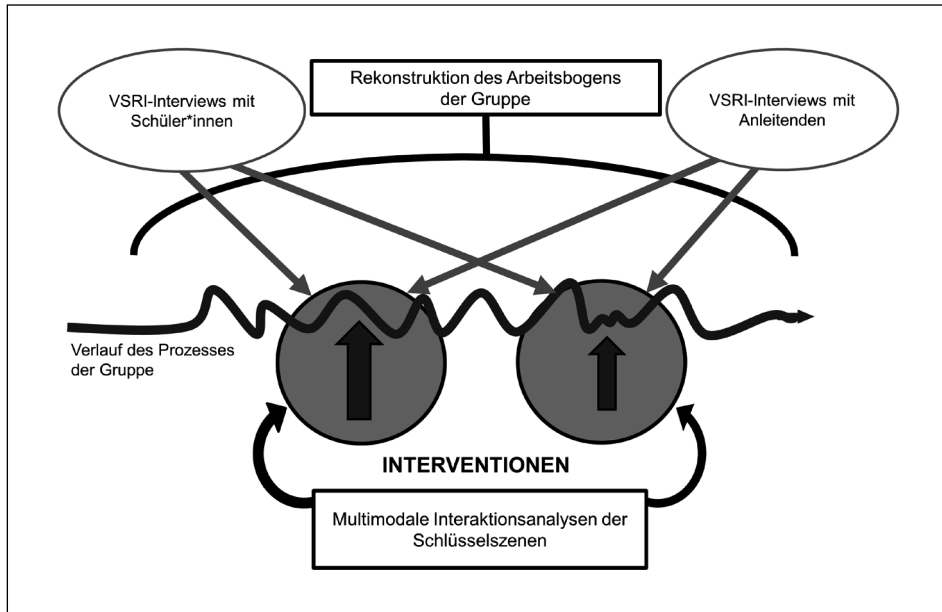 VSRI-Interviews mit
Schüler*innen
Rekonstruktion des Arbeitsbogens
der Gruppe
VSRI-Interviews mit
Anleitenden
Verlauf des Prozesses
der Gruppe
INTERVENTIONEN
Multimodale Interaktionsanalysen der
Schlüsselszenen